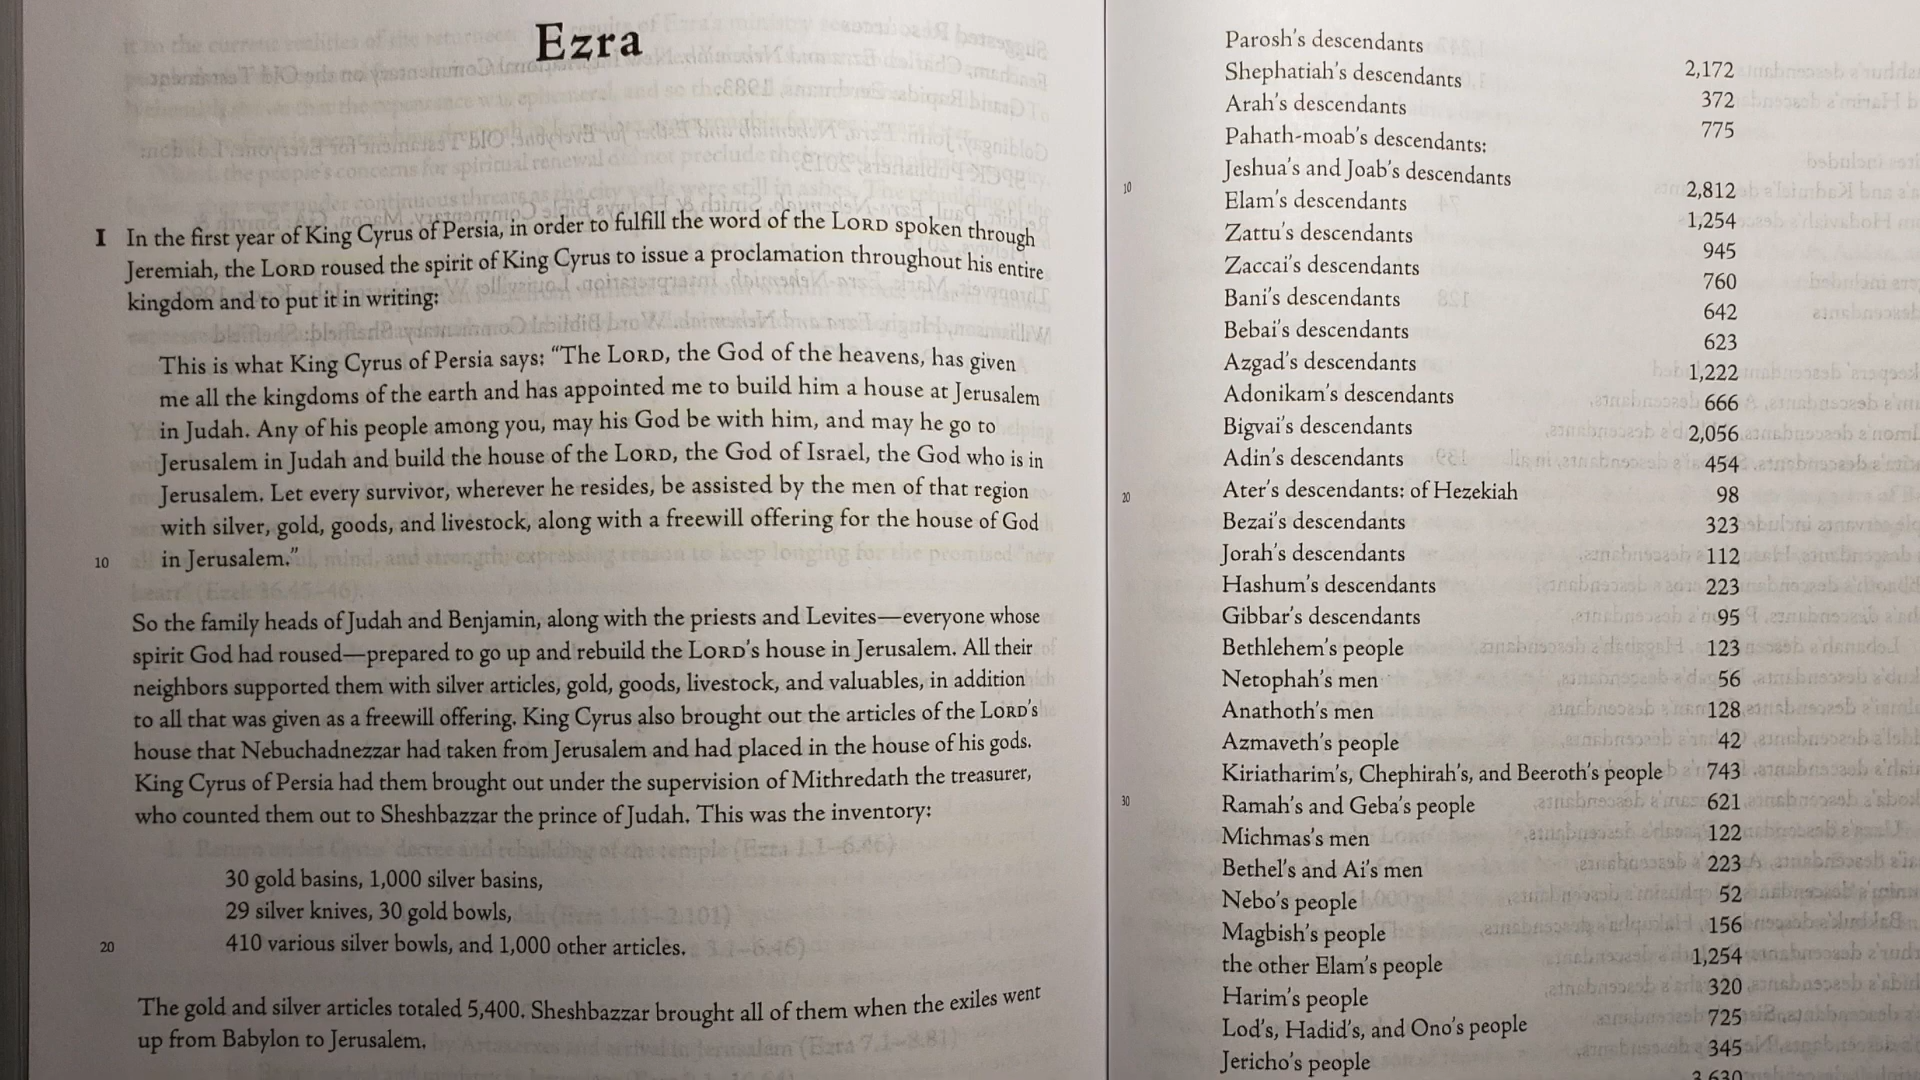 Ezra
I In the first year of King Cyrus of Persia, in order to fulfill the word of the LORD spoken through
Jeremiah, the LORD roused the spirit of King Cyrus to issue a proclamation throughout his entire
kingdom and to put it in writing:
This is what King Cyrus of Persia says: “The LORD, the God of the heavens, has given
me all the kingdoms of the earth and has appointed me to build him a house at Jerusalem
in Judah. Any of his people among you, may his God be with him, and may he go to
Jerusalem in Judah and build the house of the LORD, the God of Israel, the God who is in
Jerusalem. Let every survivor, wherever he resides, be assisted by the men of that region
with silver, gold, goods, and livestock, along with a freewill offering for the house of God
10 in Jerusalem.”
So the family heads of Judah and Benjamin, along with the priests and Levites—everyone whose
spirit God had roused—prepared to go up and rebuild the LORD's house in Jerusalem. All their
neighbors supported them with silver articles, gold, goods, livestock, and valuables, in addition
to all that was given as a freewill offering. King Cyrus also brought out the articles of the LORD's
house that Nebuchadnezzar had taken from Jerusalem and had placed in the house of his gods.
King Cyrus of Persia had them brought out under the supervision of Mithredath the treasurer,
who counted them out to Sheshbazzar the prince of Judah. This was the inventory:
30 gold basins, 1,000 silver basins,
29 silver knives, 30 gold bowls,
20 410 various silver bowls, and 1,000 other articles.
The gold and silver articles totaled 5,400. Sheshbazzar brought all of them when the exiles went
up from Babylon to Jerusalem.
Parosh's descendants 2,172
Shephatiah's descendants 372
Arah's descendants 775
Pahath-moab's descendants:
10 Jeshua's and Joab's descendants 2,812
Elam's descendants 1,254
Zattu's descendants 945
Zaccai's descendants 760
Bani's descendants 642
Bebai's descendants 623
Azgad's descendants 1,222
Adonikam's descendants 666
Bigvai's descendants 2,056
Adin's descendants 454
20 Ater's descendants: of Hezekiah 98
Bezai's descendants 323
Jorah's descendants 112
Hashum's descendants 223
Gibbar's descendants 95
Bethlehem's people 123
Netophah's men 56
Anathoth's men 128
Azmaveth's people 42
Kiriatharim's, Chephirah's, and Beeroth's people 743
30 Ramah's and Geba's people 621
Michmas's men 122
Bethel's and Ai's men 223
Nebo's people 52
Magbish's people 156
the other Elam's people 1,254
Harim's people 320
Lod's, Hadid's, and Ono's people 725
Jericho's people 345
3,630